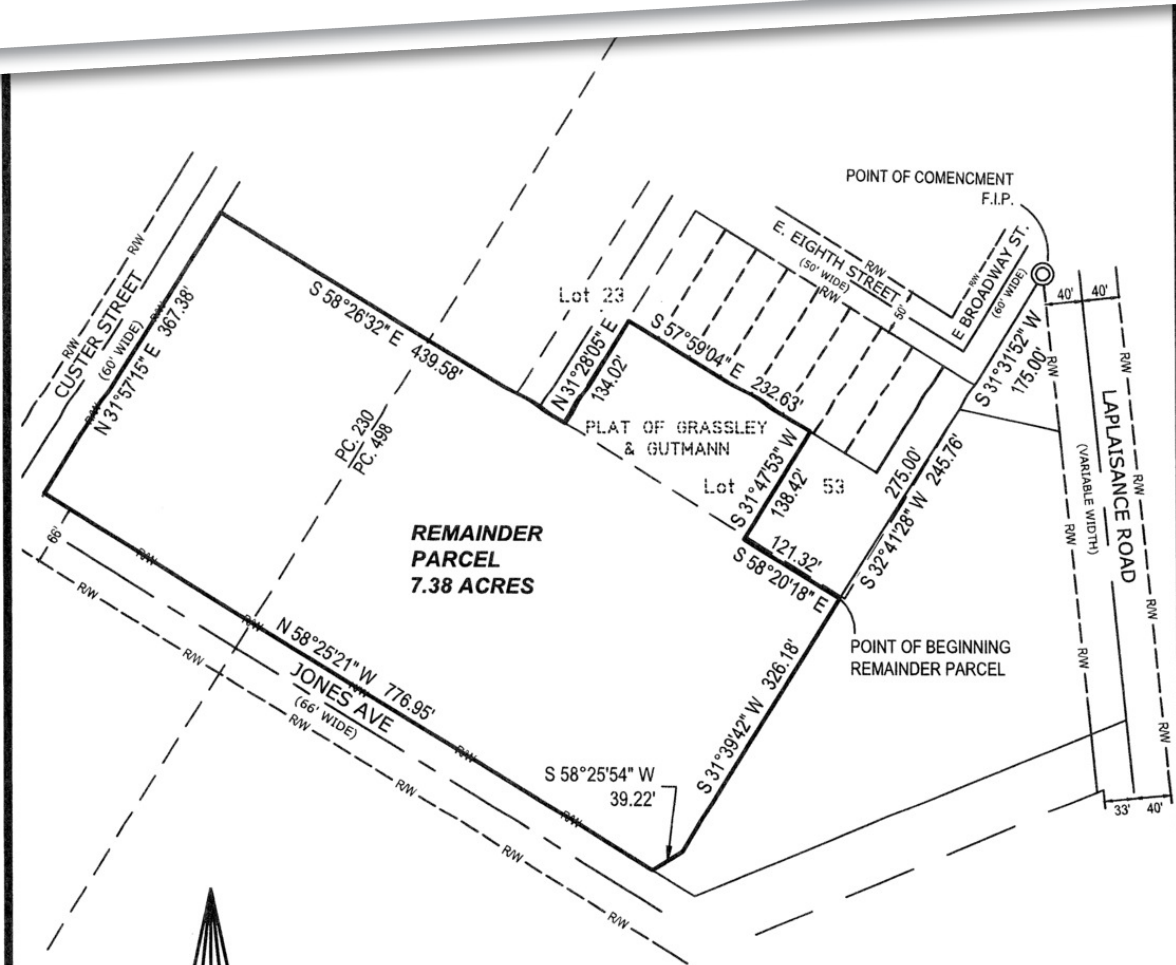 POINT OF COMENCMENT
F.I.P.
E. EIGHTH STREET
(50' WIDE)
R/W
R/W
50'
E BROADWAY ST.
(60' WIDE)
R/W
40'
40'
S 31°31'52" W
175.00'
R/W
R/W
LAPLAISANCE ROAD
(VARIABLE WIDTH)
R/W
R/W
R/W
R/W
33'
40'
R/W
CUSTER STREET
(60' WIDE)
R/W
R/W
R/W
N 31°57'15" E 367.38'
S 58°26'32" E 439.58'
Lot 23
N 31°28'05" E
134.02'
S 57°59'04" E 232.63'
PLAT OF GRASSLEY
& GUTMANN
Lot 53
S 31°47'53" W
138.42'
275.00'
S 32°41'28" W 245.76'
121.32'
S 58°20'18" E
PC. 230
PC. 498
REMAINDER
PARCEL
7.38 ACRES
POINT OF BEGINNING
REMAINDER PARCEL
S 31°39'42" W 326.18'
S 58°25'54" W
39.22'
66'
R/W
R/W
R/W
R/W
N 58°25'21" W 776.95'
JONES AVE
(66' WIDE)
R/W
R/W
R/W
R/W
R/W
R/W
R/W